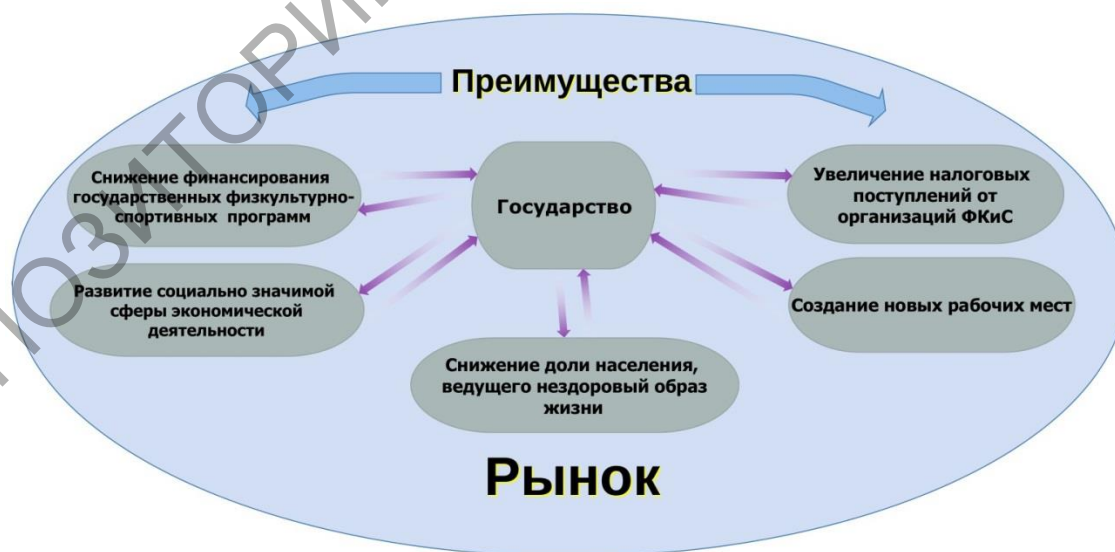 Преимущества
Снижение финансирования
государственных физкультурно-
спортивных программ
Государство
Увеличение налоговых
поступлений от
организаций ФКиС
Развитие социально значимой
сферы экономической
деятельности
Создание новых рабочих мест
Снижение доли населения,
ведущего нездоровый образ
жизни
Рынок